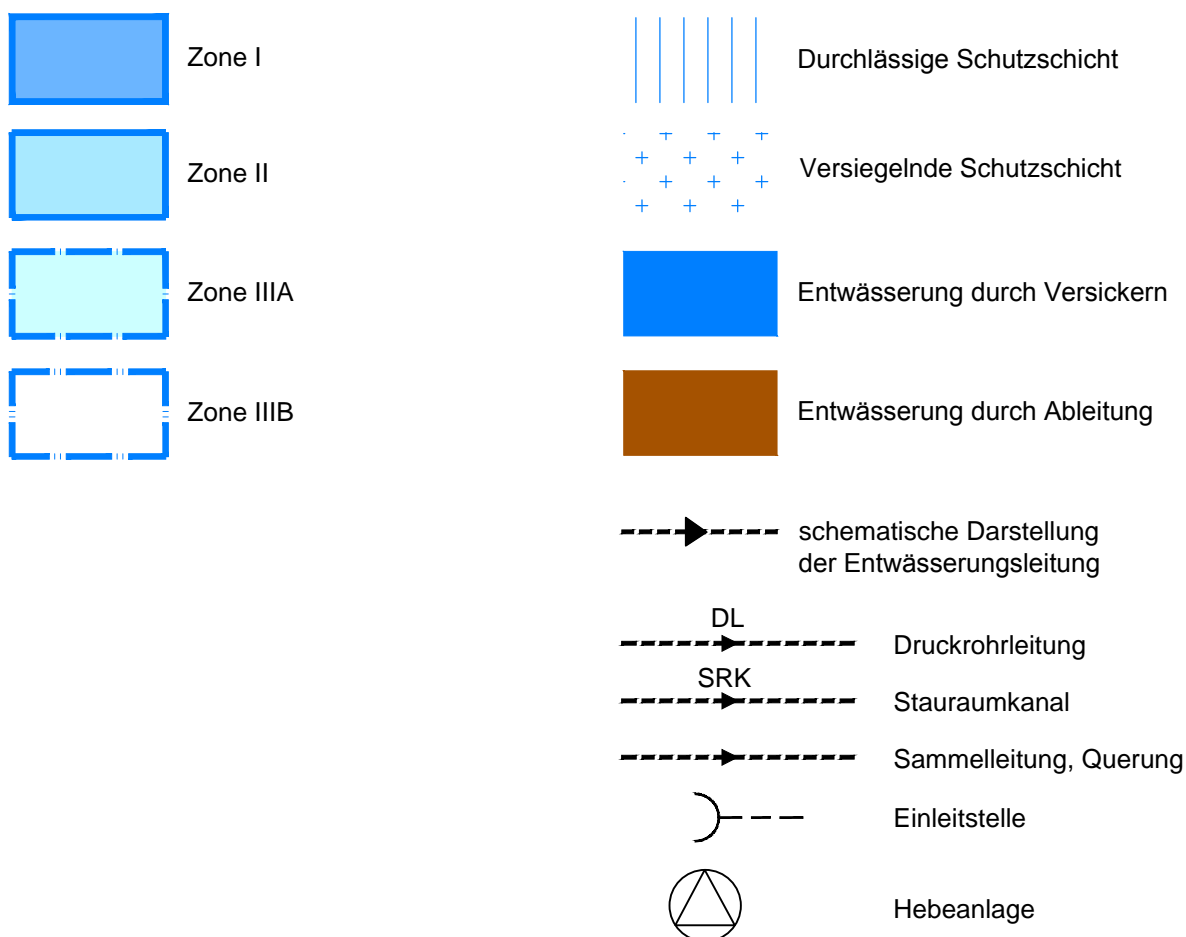 Zone I
Zone II
Zone IIIA
Zone IIIB
Durchlässige Schutzschicht
Versiegelnde Schutzschicht
Entwässerung durch Versickern
Entwässerung durch Ableitung
schematische Darstellung
der Entwässerungsleitung
DL
Druckrohrleitung
SRK
Stauraumkanal
Sammelleitung, Querung
Einleitstelle
Hebeanlage